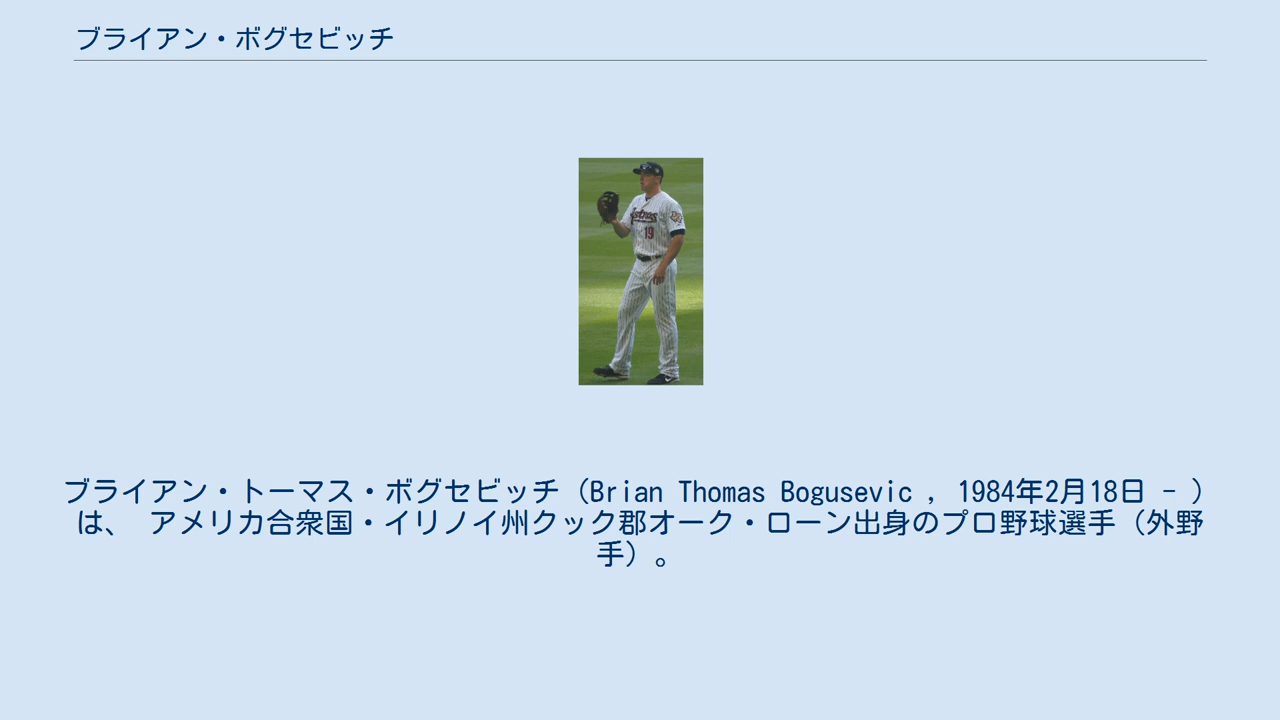 ブライアン・ボグセビッチ
Astros
19
ブライアン・トーマス・ボグセビッチ（Brian Thomas Bogusevic , 1984年2月18日 - ）
は、 アメリカ合衆国・イリノイ州クック郡オーク・ローン出身のプロ野球選手（外野
手）。